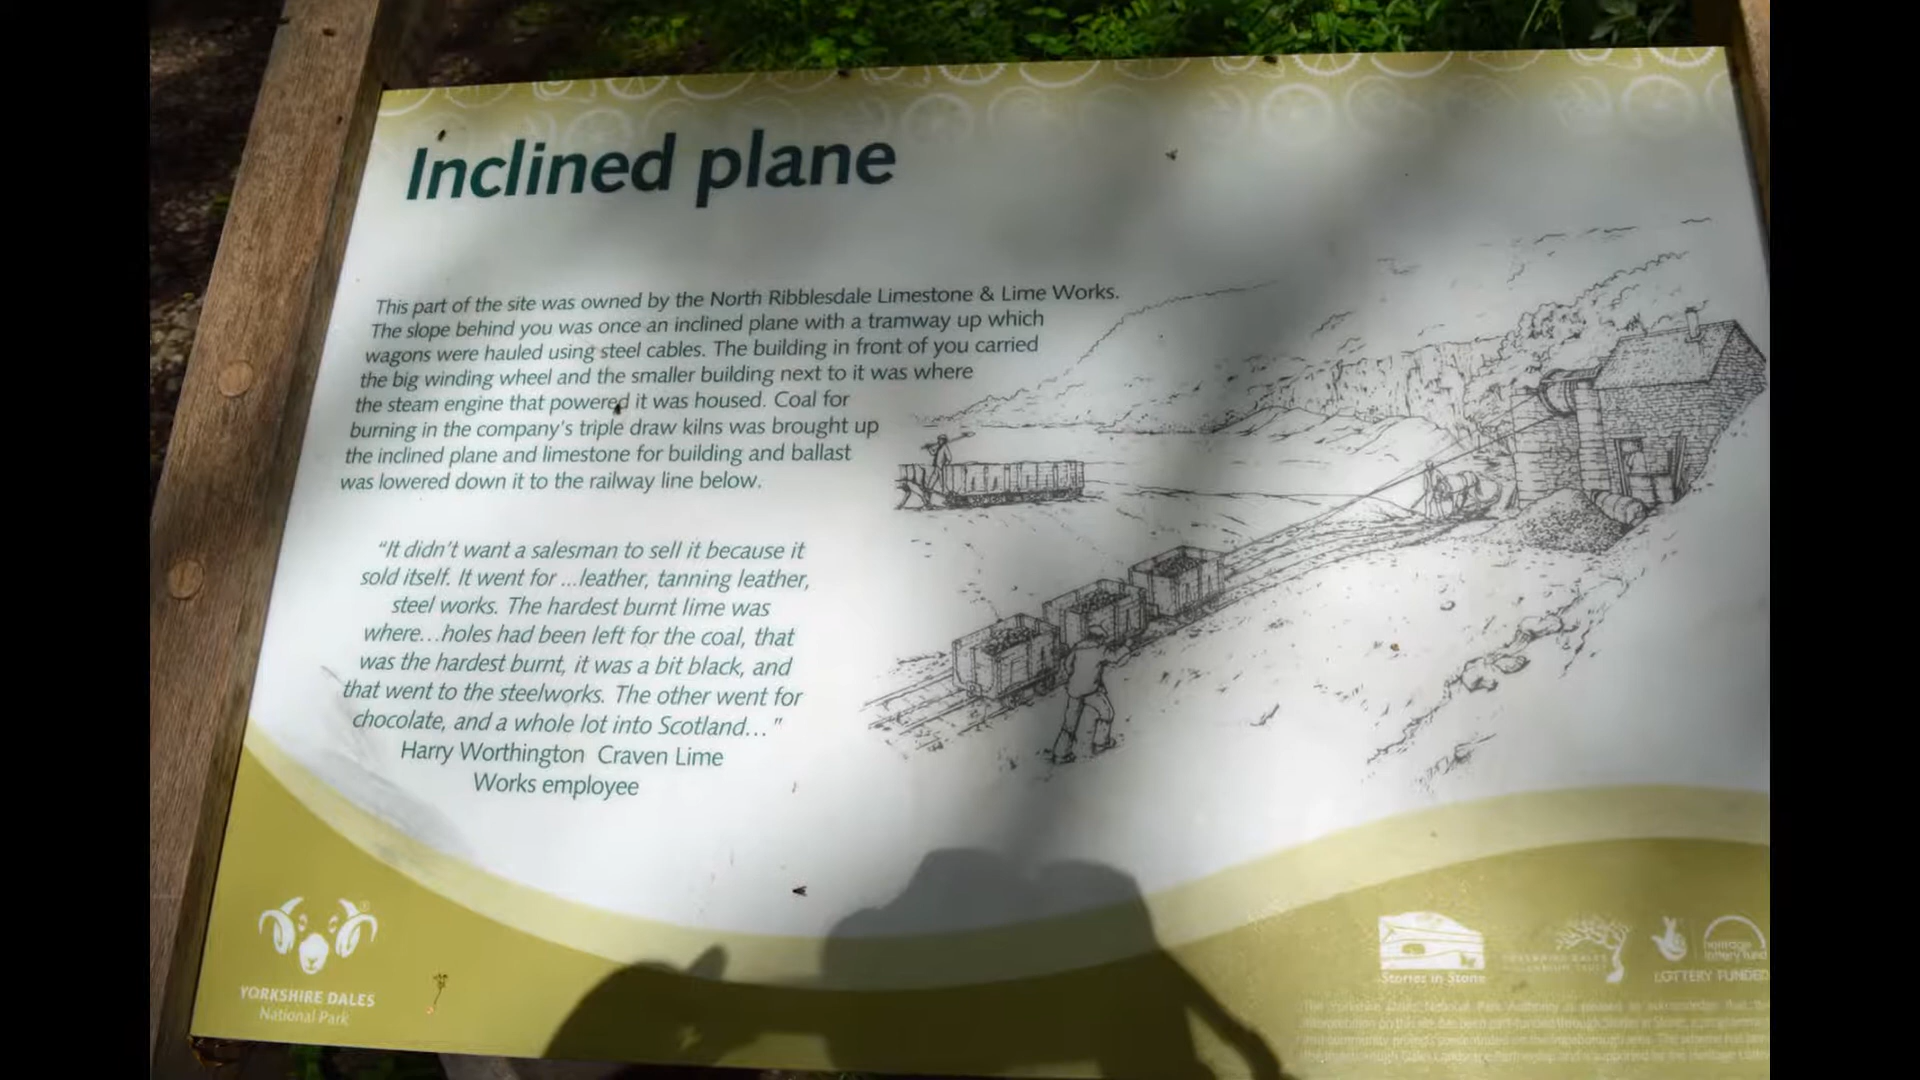 Inclined plane
This part of the site was owned by the North Ribblesdale Limestone & Lime Works.
The slope behind you was once an inclined plane with a tramway up which
wagons were hauled using steel cables. The building in front of you carried
the big winding wheel and the smaller building next to it was where
the steam engine that powered it was housed. Coal for
burning in the company's triple draw kilns was brought up
the inclined plane and limestone for building and ballast
was lowered down it to the railway line below.
"It didn't want a salesman to sell it because it
sold itself. It went for ...leather, tanning leather,
steel works. The hardest burnt lime was
where...holes had been left for the coal, that
was the hardest burnt, it was a bit black, and
that went to the steelworks. The other went for
chocolate, and a whole lot into Scotland..."
Harry Worthington Craven Lime
Works employee
YORKSHIRE DALES
National Park
Stories in Stone
YORKSHIRE DALES
MILLENNIUM TRUST
heritage
lottery fund
LOTTERY FUNDED